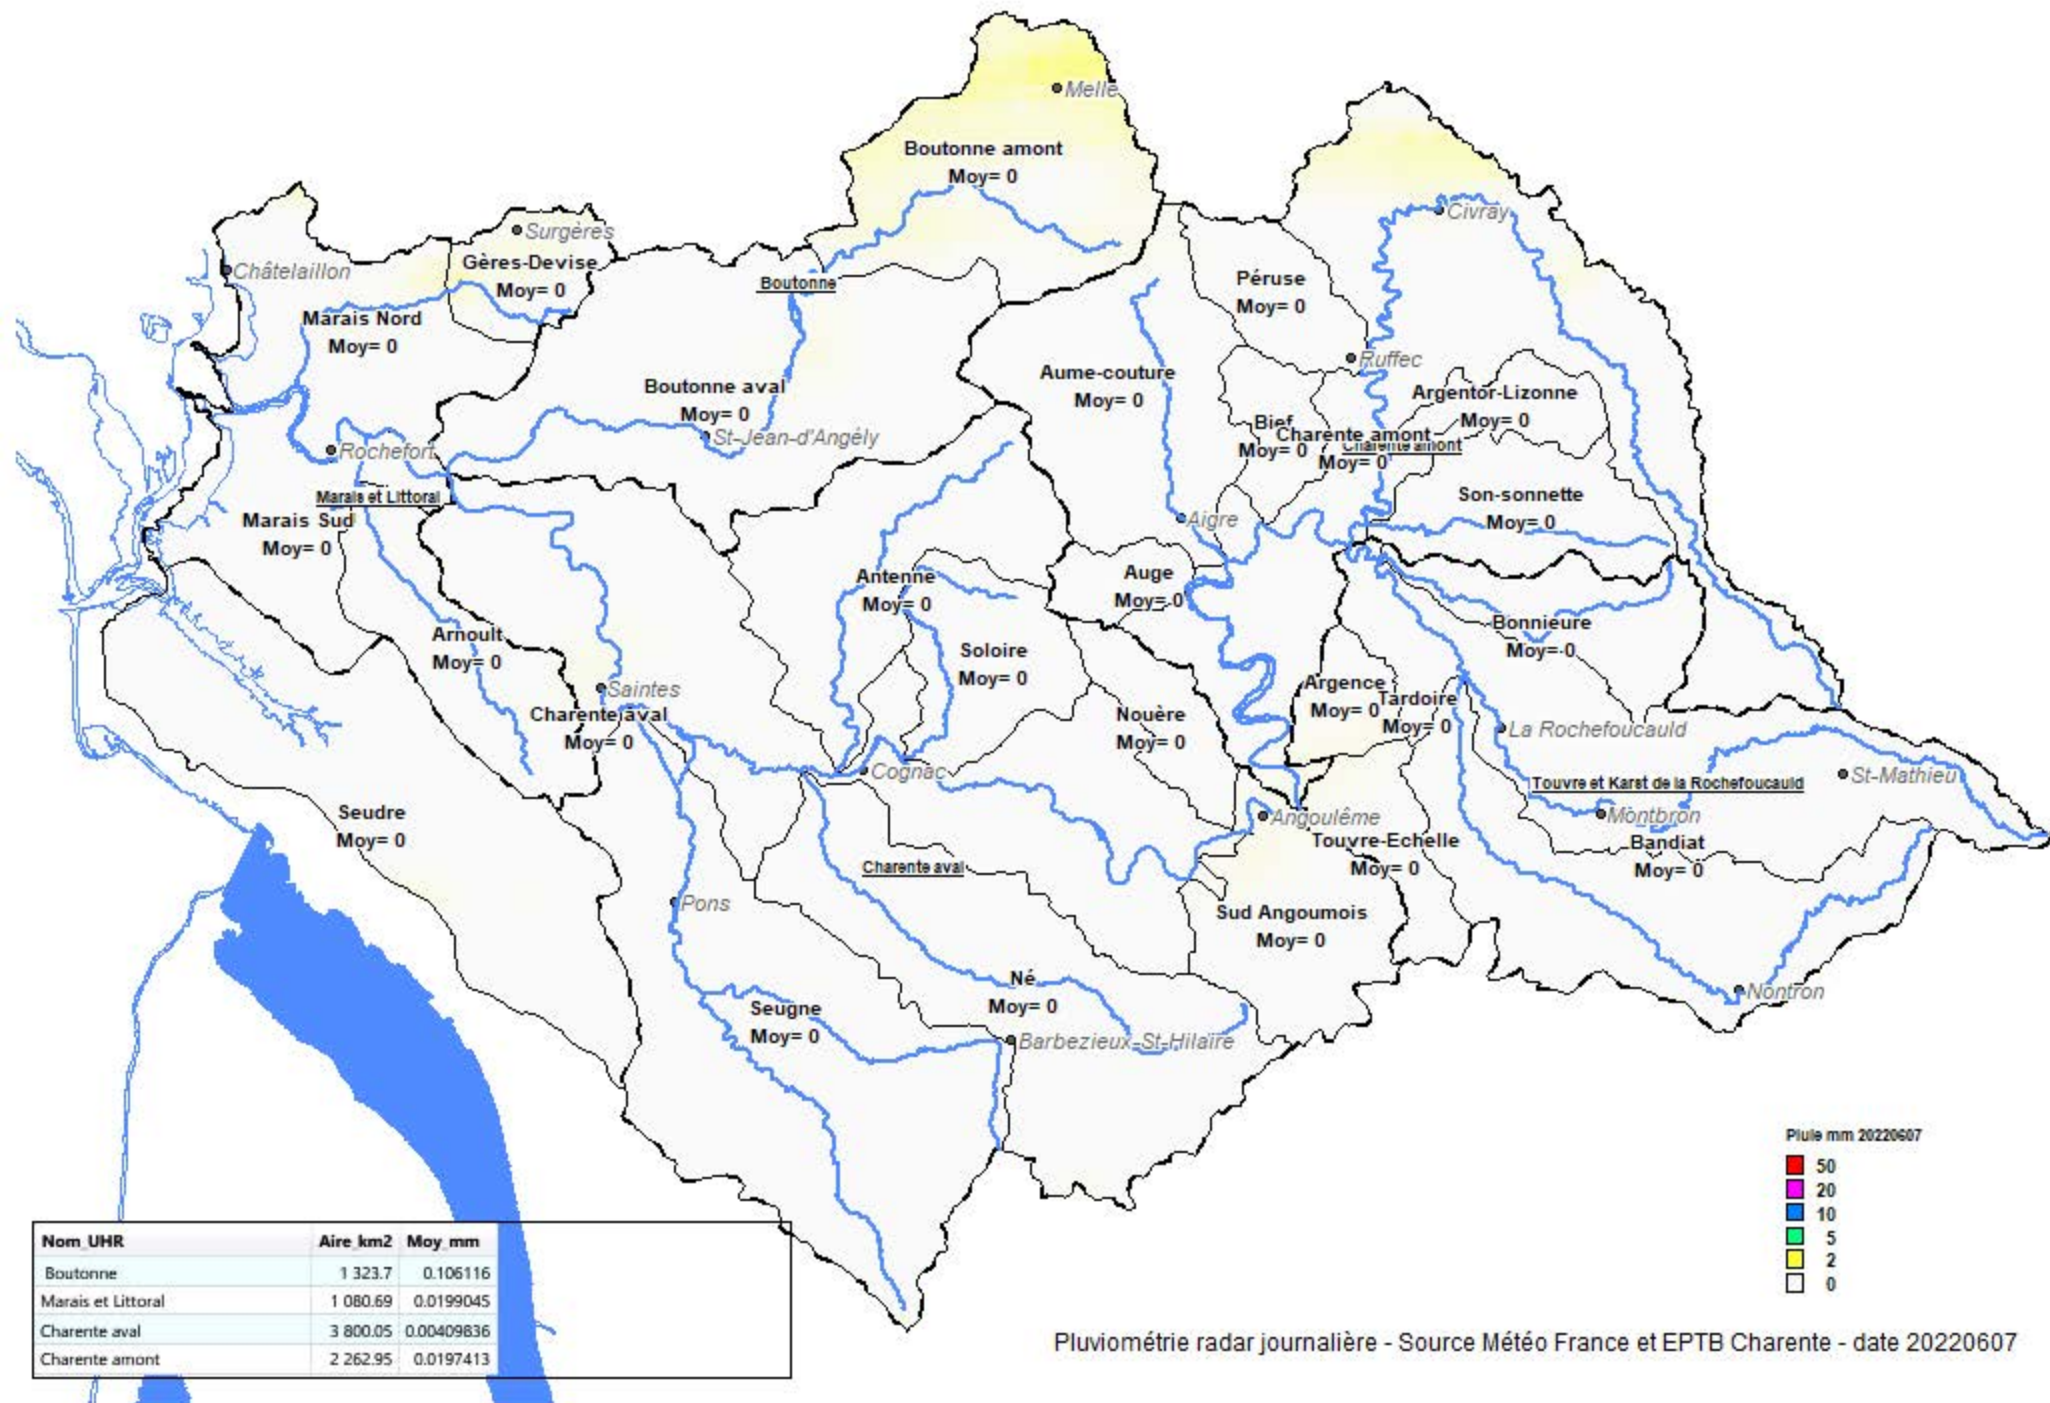 Melle
Boutonne amont
Moy= 0
Civray
Surgères
Châtelaillon
Gères-Devise
Moy= 0
Boutonne
Péruse
Moy= 0
Marais Nord
Moy= 0
Ruffec
Aume-couture
Moy= 0
Boutonne aval
Moy= 0
Argentor-Lizonne
Moy= 0
St-Jean-d'Angély
Bief
Moy= 0
Charente amont
Moy= 0
Charente amont
Rochefort
Marais et Littoral
Son-sonnette
Moy= 0
Marais Sud
Moy= 0
Aigre
Antenne
Moy= 0
Auge
Moy= 0
Bonnieure
Moy= 0
Arnoult
Moy= 0
Soloire
Moy= 0
Saintes
Argence
Moy= 0
Tardoire
Moy= 0
Charente aval
Moy= 0
Nouère
Moy= 0
La Rochefoucauld
Cognac
St-Mathieu
Touvre et Karst de la Rochefoucauld
Seudre
Moy= 0
Angoulême
Montbron
Touvre-Echelle
Moy= 0
Bandiat
Moy= 0
Charente aval
Pons
Sud Angoumois
Moy= 0
Né
Moy= 0
Nontron
Seugne
Moy= 0
Barbezieux-St-Hilaire
Pluie mm 20220607
50
20
10
5
2
0
Nom_UHR Aire_km2 Moy_mm
Boutonne 1 323.7 0.106116
Marais et Littoral 1 080.69 0.0199045
Charente aval 3 800.05 0.00409836
Charente amont 2 262.95 0.0197413
Pluviométrie radar journalière - Source Météo France et EPTB Charente - date 20220607